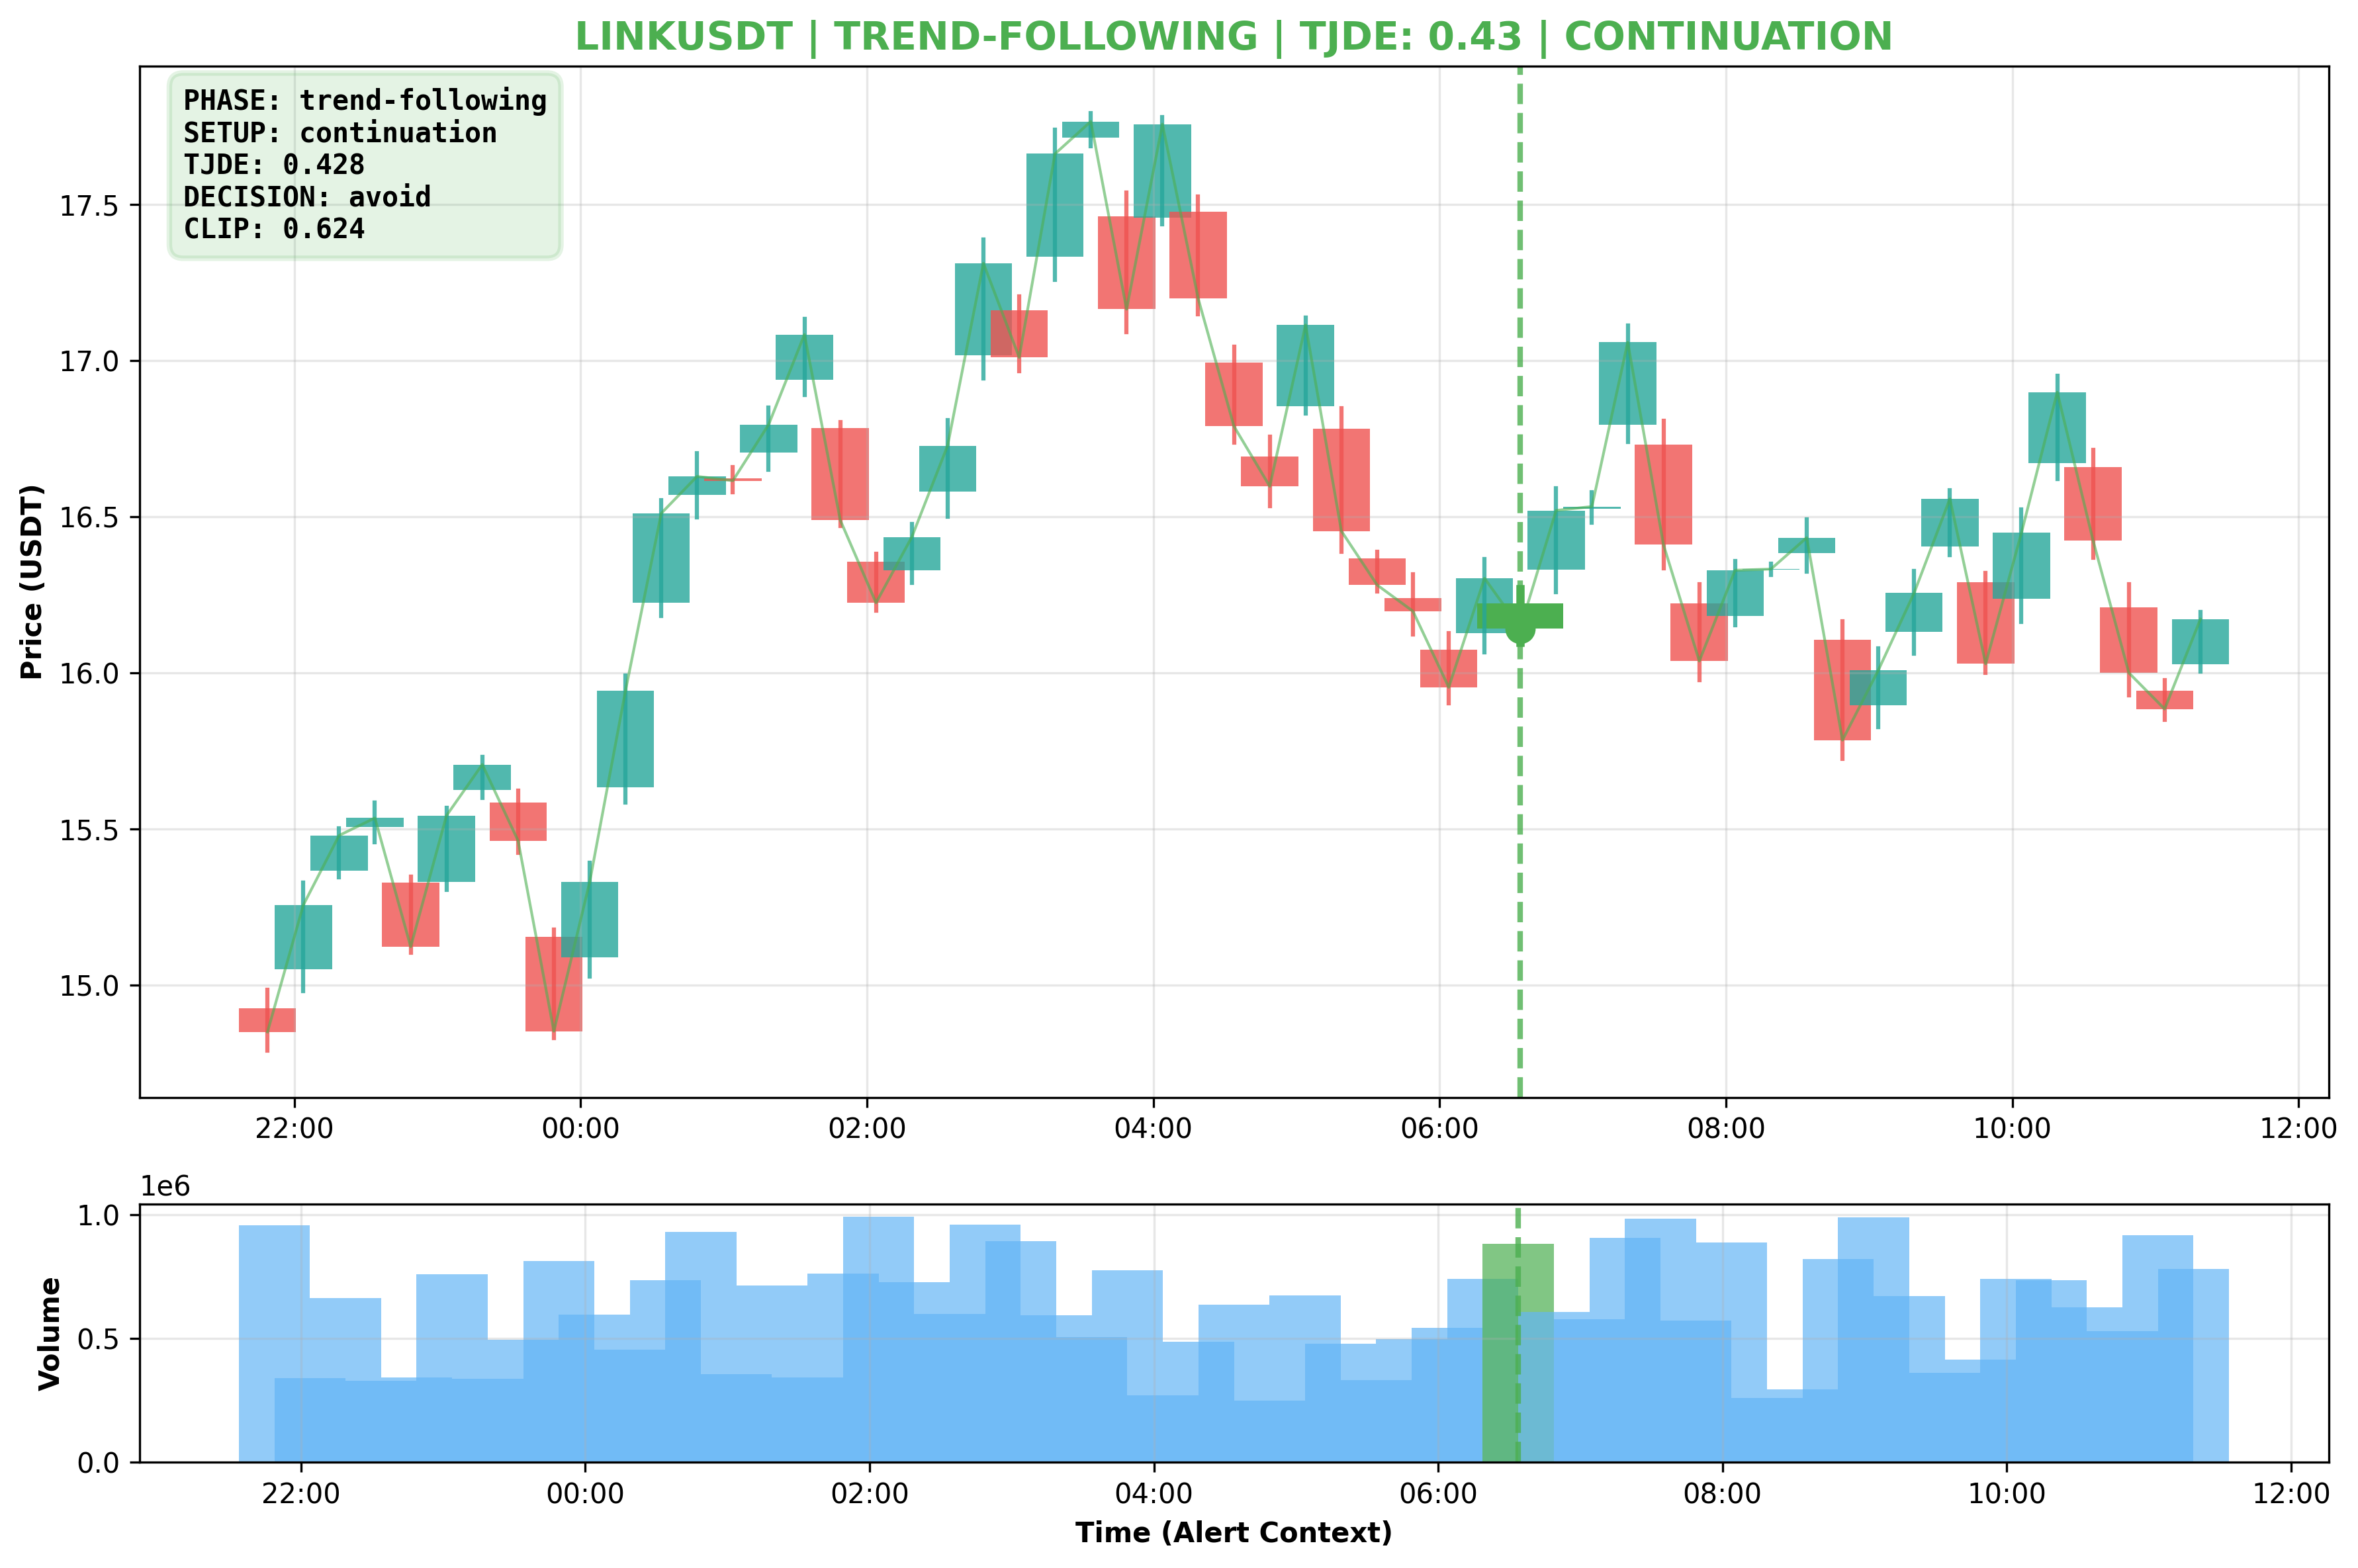 LINKUSDT | TREND-FOLLOWING | TJDE: 0.43 | CONTINUATION
PHASE: trend-following
SETUP: continuation
TJDE: 0.428
DECISION: avoid
CLIP: 0.624
Price (USDT)
17.5
17.0
16.5
16.0
15.5
15.0
22:00 00:00 02:00 04:00 06:00 08:00 10:00 12:00
1e6
Volume
1.0
0.5
0.0
22:00 00:00 02:00 04:00 06:00 08:00 10:00 12:00
Time (Alert Context)